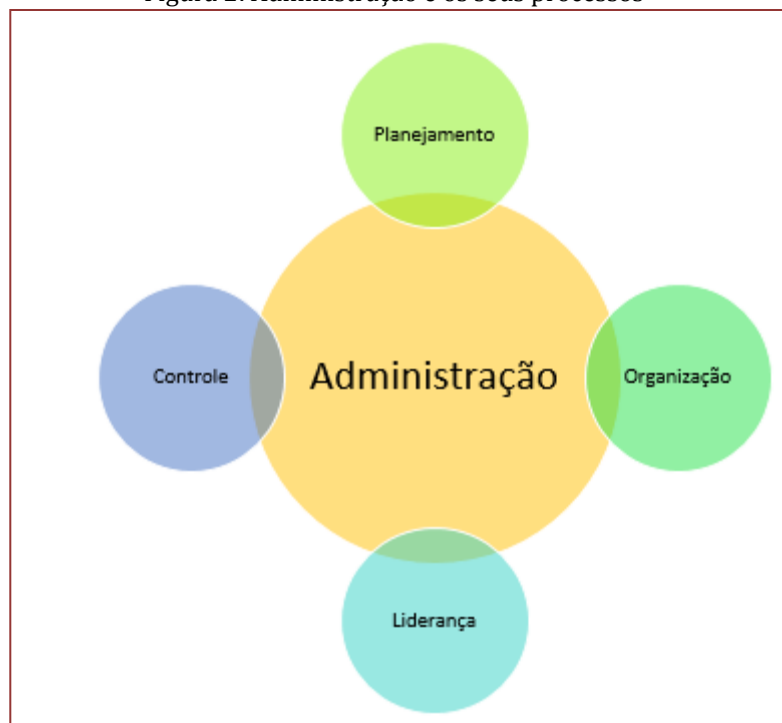 Planejamento
Controle
Administração
Organização
Liderança